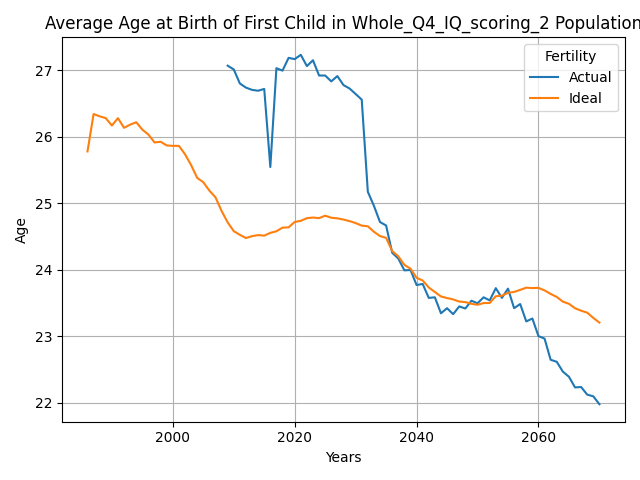 Average Age at Birth of First Child in Whole_Q4_IQ_scoring_2 Population
Fertility
Actual
Ideal
27
26
25
24
23
22
Age
2000
2020
2040
2060
Years